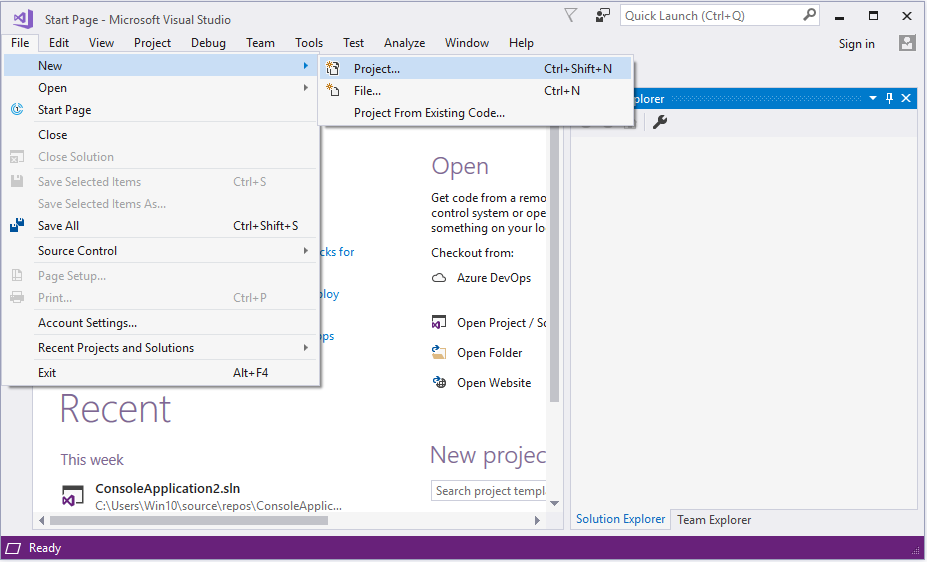 Start Page - Microsoft Visual Studio
Quick Launch (Ctrl+Q)
File Edit View Project Debug Team Tools Test Analyze Window Help
Sign in
New
Project... Ctrl+Shift+N
File... Ctrl+N
Project From Existing Code...
Open
Start Page
Close
Close Solution
Save Selected Items Ctrl+S
Save Selected Items As...
Save All Ctrl+Shift+S
Source Control
Page Setup...
Print... Ctrl+P
Account Settings...
Recent Projects and Solutions
Exit Alt+F4
cks for
loy
ps
Recent
This week
ConsoleApplication2.sln
C:\Users\Win10\source\repos\ConsoleApplic...
Open
Get code from a remo
control system or ope
something on your lo
Checkout from:
Azure DevOps
Open Project / So
Open Folder
Open Website
New projec
Search project templ
xplorer
Solution Explorer Team Explorer
Ready